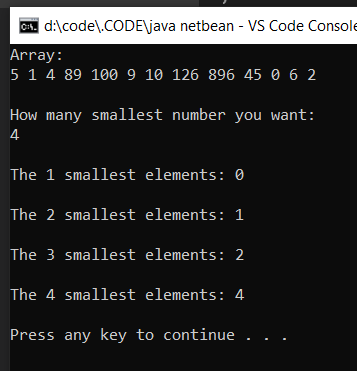 d:\code\.CODE\java netbean - VS Code Console
Array:
5 1 4 89 100 9 10 126 896 45 0 6 2
How many smallest number you want:
4
The 1 smallest elements: 0
The 2 smallest elements: 1
The 3 smallest elements: 2
The 4 smallest elements: 4
Press any key to continue . . .